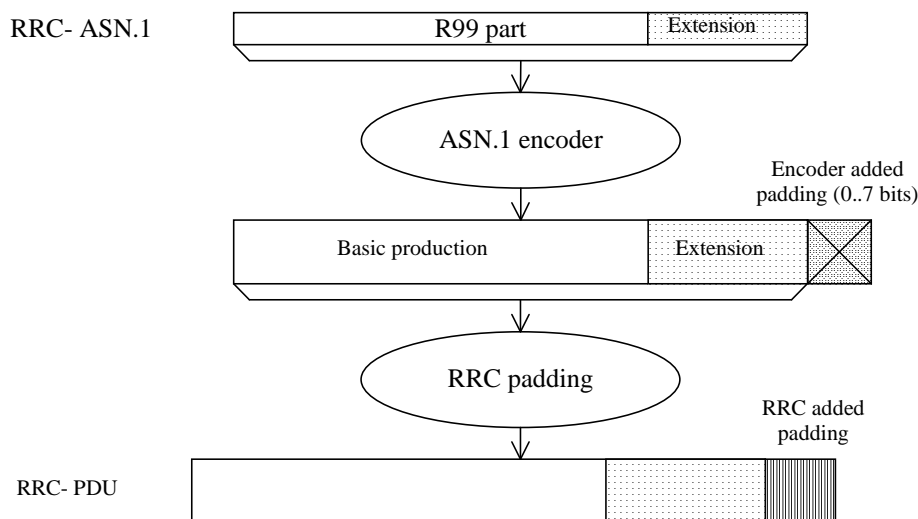 RRC- ASN.1
R99 part
Extension
ASN.1 encoder
Encoder added
padding (0..7 bits)
Basic production
Extension
RRC padding
RRC added
padding
RRC- PDU